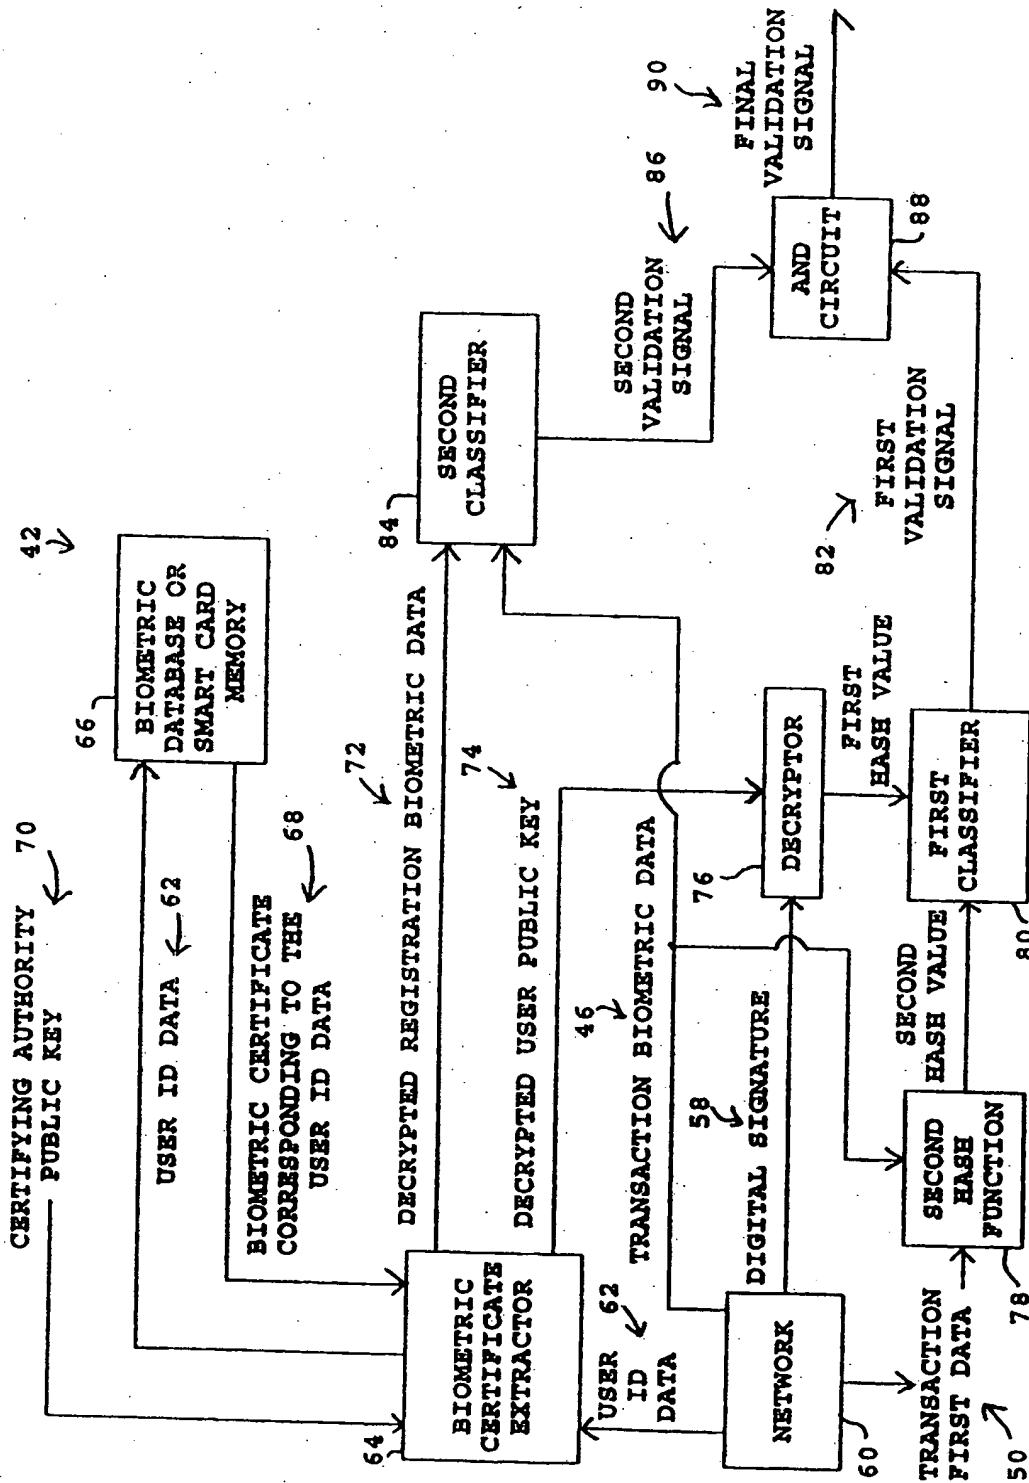 CERTIFYING AUTHORITY
PUBLIC KEY
70
42
66
BIOMETRIC
DATABASE OR
SMART CARD
MEMORY
USER ID DATA
62
BIOMETRIC CERTIFICATE
CORRESPONDING TO THE
USER ID DATA
68
64
BIOMETRIC
CERTIFICATE
EXTRACTOR
72
DECRYPTED REGISTRATION BIOMETRIC DATA
74
DECRYPTED USER PUBLIC KEY
84
SECOND
CLASSIFIER
SECOND
VALIDATION
SIGNAL
86
90
FINAL
VALIDATION
SIGNAL
AND
CIRCUIT
88
USER
ID
DATA
62
46
TRANSACTION BIOMETRIC DATA
58
DIGITAL SIGNATURE
NETWORK
60
76
DECRYPTOR
FIRST
HASH VALUE
82
FIRST
VALIDATION
SIGNAL
TRANSACTION
FIRST DATA
50
SECOND
HASH
FUNCTION
78
SECOND
HASH VALUE
FIRST
CLASSIFIER
80